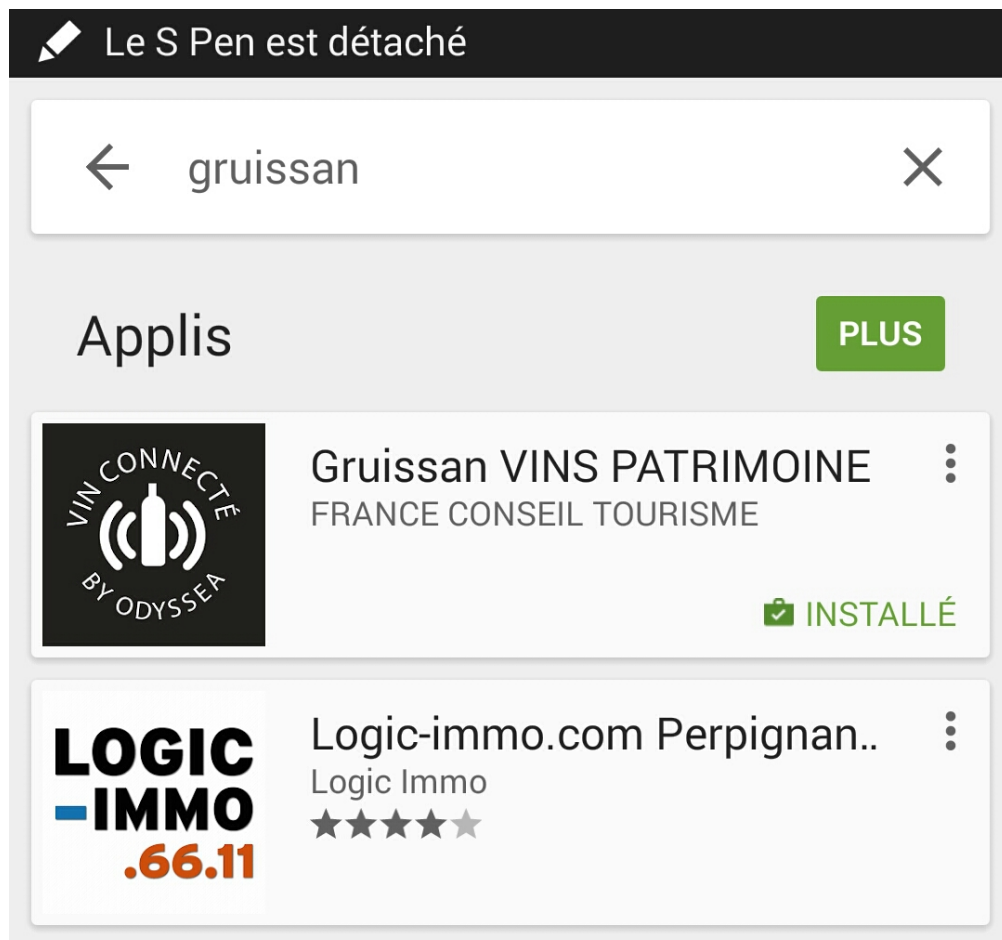 Le S Pen est détaché
gruissan
Applis
PLUS
VIN CONNECTÉ
BY ODYSSEA
Gruissan VINS PATRIMOINE
FRANCE CONSEIL TOURISME
INSTALLÉ
LOGIC
-IMMO
.66.11
Logic-immo.com Perpignan..
Logic Immo